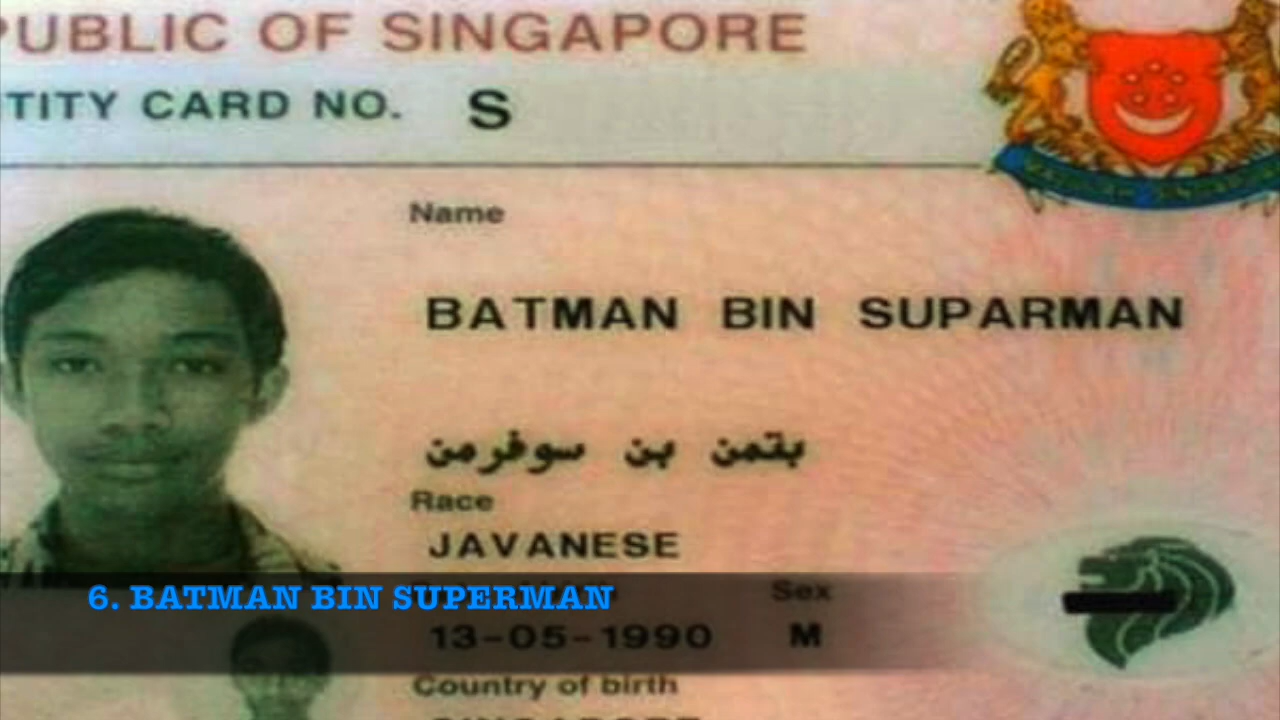 PUBLIC OF SINGAPORE
TITY CARD NO. S
Name
BATMAN BIN SUPARMAN
بتمن بن سوفرمن
Race
JAVANESE
6. BATMAN BIN SUPERMAN
Sex
13-05-1990 M
Country of birth
SINGAPORE